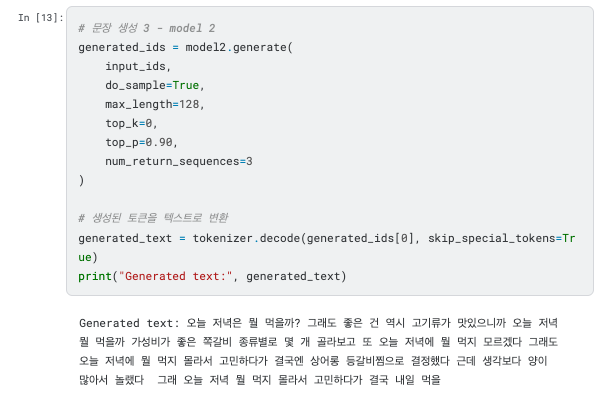 In [13]:
# 문장 생성 3 - model 2
generated_ids = model2.generate(
    input_ids,
    do_sample=True,
    max_length=128,
    top_k=0,
    top_p=0.90,
    num_return_sequences=3
)
# 생성된 토큰을 텍스트로 변환
generated_text = tokenizer.decode(generated_ids[0], skip_special_tokens=Tr
ue)
print("Generated text:", generated_text)
Generated text: 오늘 저녁은 뭘 먹을까? 그래도 좋은 건 역시 고기류가 맛있으니까 오늘 저녁
뭘 먹을까 가성비가 좋은 쪽갈비 종류별로 몇 개 골라보고 또 오늘 저녁에 뭘 먹지 모르겠다 그래도
오늘 저녁에 뭘 먹지 몰라서 고민하다가 결국엔 상어롱 등갈비찜으로 결정했다 근데 생각보다 양이
많아서 놀랬다  그래 오늘 저녁 뭘 먹지 몰라서 고민하다가 결국 내일 먹을